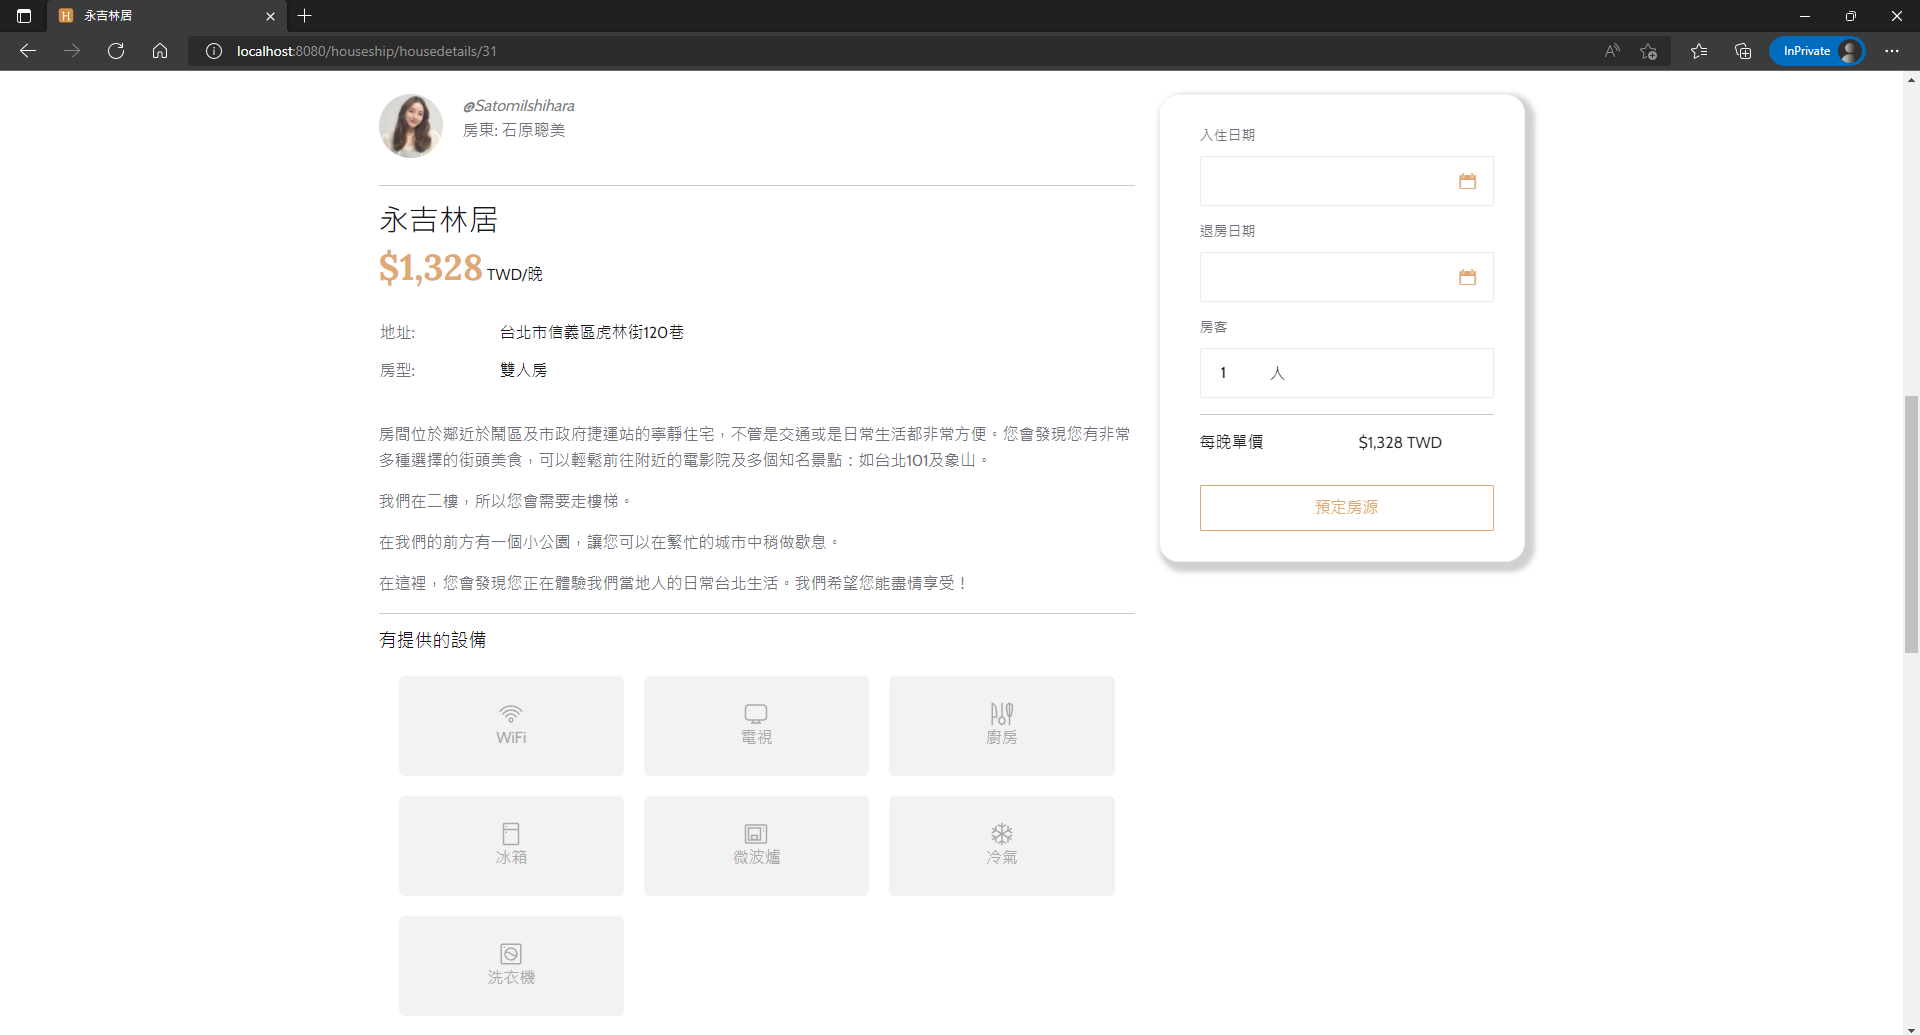 永吉林居
localhost:8080/houseship/housedetails/31
InPrivate
@SatomiIshihara
房東: 石原聰美
永吉林居
$1,328 TWD/晚
地址: 台北市信義區虎林街120巷
房型: 雙人房
房間位於鄰近於鬧區及市政府捷運站的寧靜住宅，不管是交通或是日常生活都非常方便。您會發現您有非常
多種選擇的街頭美食，可以輕鬆前往附近的電影院及多個知名景點：如台北101及象山。
我們在二樓，所以您會需要走樓梯。
在我們的前方有一個小公園，讓您可以在繁忙的城市中稍做歇息。
在這裡，您會發現您正在體驗我們當地人的日常台北生活。我們希望您能盡情享受！
有提供的設備
WiFi
電視
廚房
冰箱
微波爐
冷氣
洗衣機
入住日期
退房日期
房客
1 人
每晚單價 $1,328 TWD
預定房源